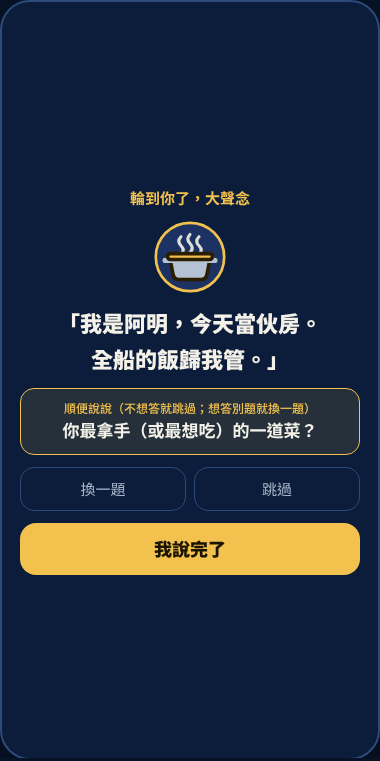 輪到你了，大聲念
「我是阿明，今天當伙房。
全船的飯歸我管。」
順便說說（不想答就跳過；想答別題就換一題）
你最拿手（或最想吃）的一道菜？
換一題
跳過
我說完了